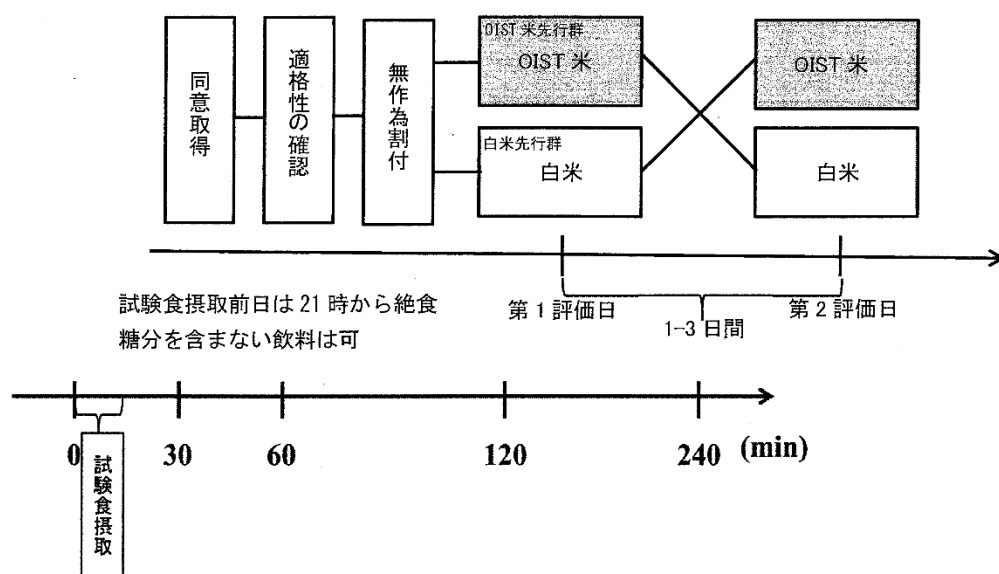 同意取得
適格性の確認
無作為割付
OIST 米先行群
OIST 米
白米先行群
白米
OIST 米
白米
試験食摂取前日は 21 時から絶食
糖分を含まない飲料は可
第 1 評価日
1-3 日間
第 2 評価日
0
30
60
120
240
(min)
試験食摂取